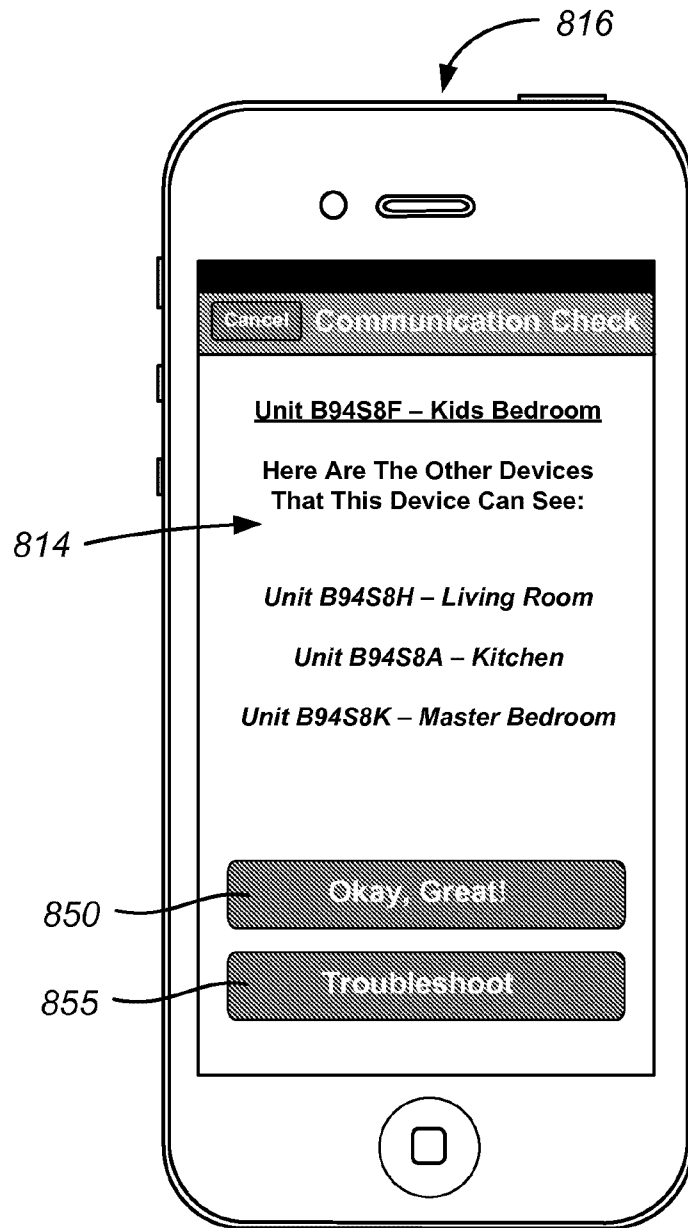 816
Cancel Communication Check
Unit B94S8F – Kids Bedroom
Here Are The Other Devices
That This Device Can See:
814
Unit B94S8H – Living Room
Unit B94S8A – Kitchen
Unit B94S8K – Master Bedroom
850
Okay, Great!
855
Troubleshoot